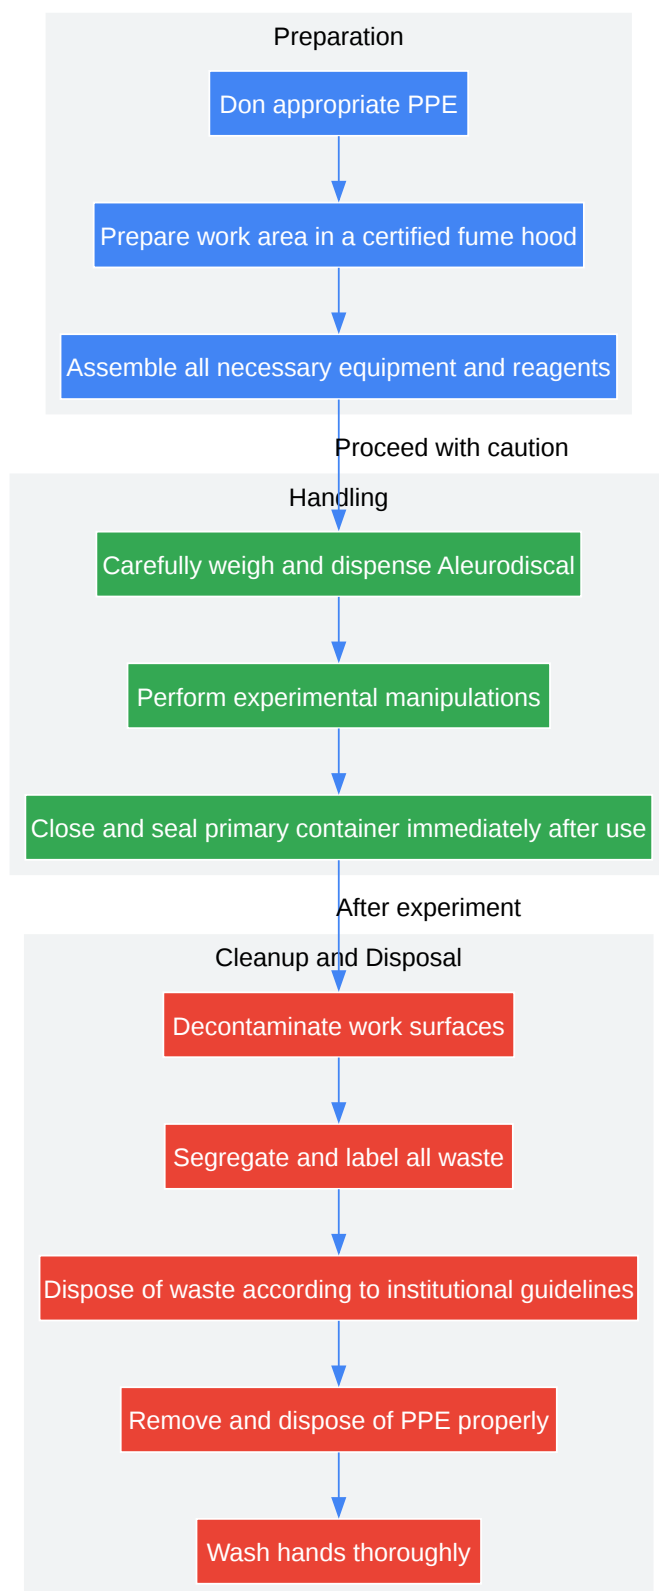 Preparation
Don appropriate PPE
Prepare work area in a certified fume hood
Assemble all necessary equipment and reagents
Proceed with caution
Handling
Carefully weigh and dispense Aleurodiscal
Perform experimental manipulations
Close and seal primary container immediately after use
After experiment
Cleanup and Disposal
Decontaminate work surfaces
Segregate and label all waste
Dispose of waste according to institutional guidelines
Remove and dispose of PPE properly
Wash hands thoroughly